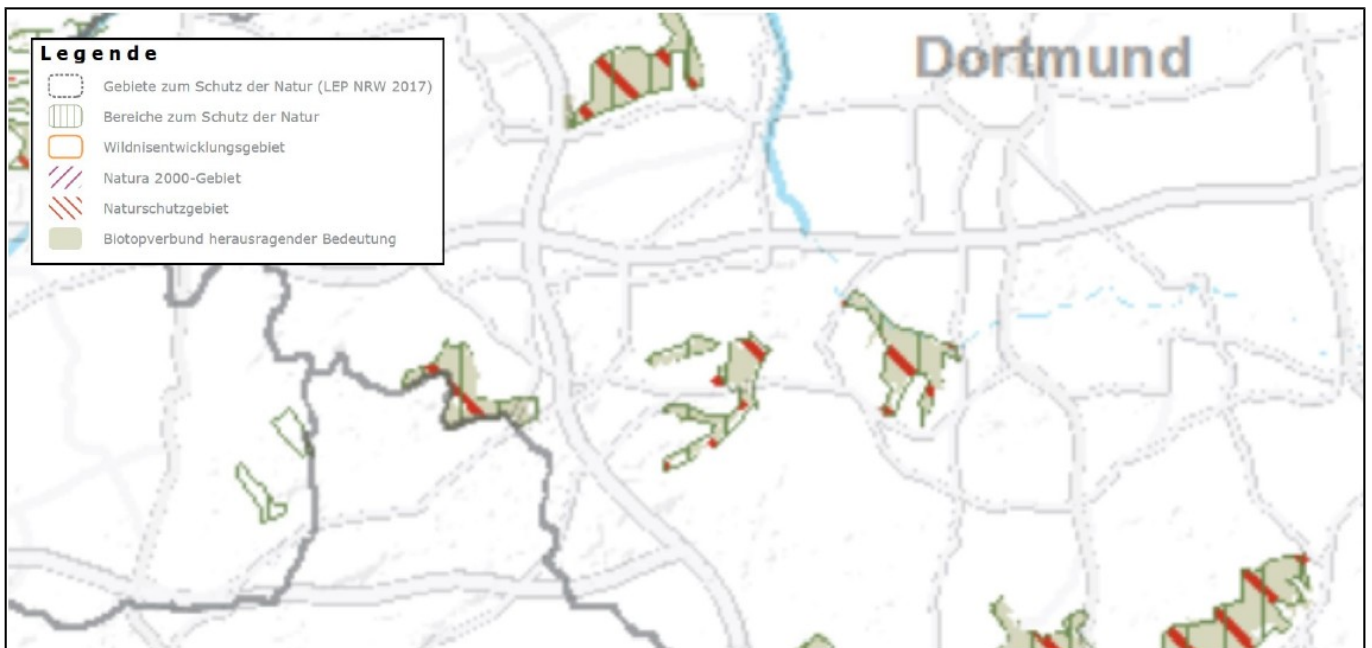 Dortmund
Legende
Gebiete zum Schutz der Natur (LEP NRW 2017)
Bereiche zum Schutz der Natur
Wildnisentwicklungsgebiet
Natura 2000-Gebiet
Naturschutzgebiet
Biotopverbund herausragender Bedeutung